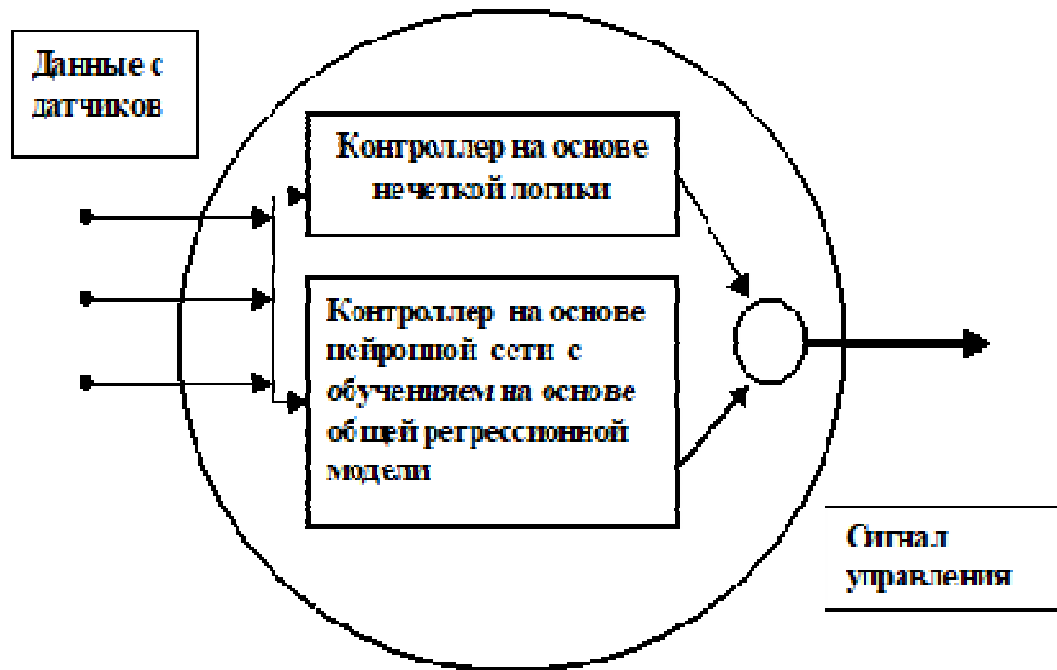 Данные с
датчиков
Контроллер на основе
нечеткой логики
Контроллер на основе
нейронной сети с
обученияем на основе
общей регрессионной
модели
Сигнал
управления